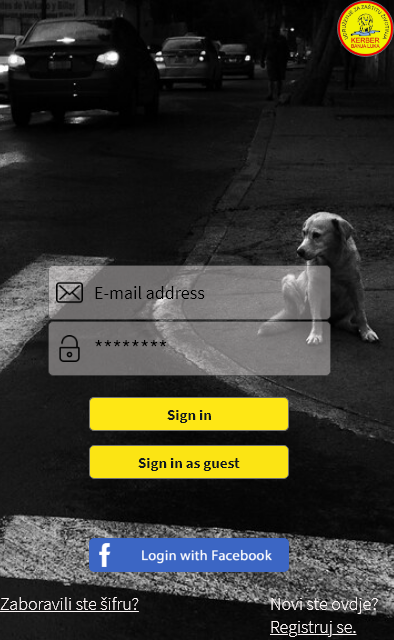 UDRUŽENJE ZA ZAŠTITU ŽIVOTINJA
KERBER
BANJA LUKA
E-mail address
********
Sign in
Sign in as guest
f Login with Facebook
Zaboravili ste šifru?
Novi ste ovdje?
Registruj se.